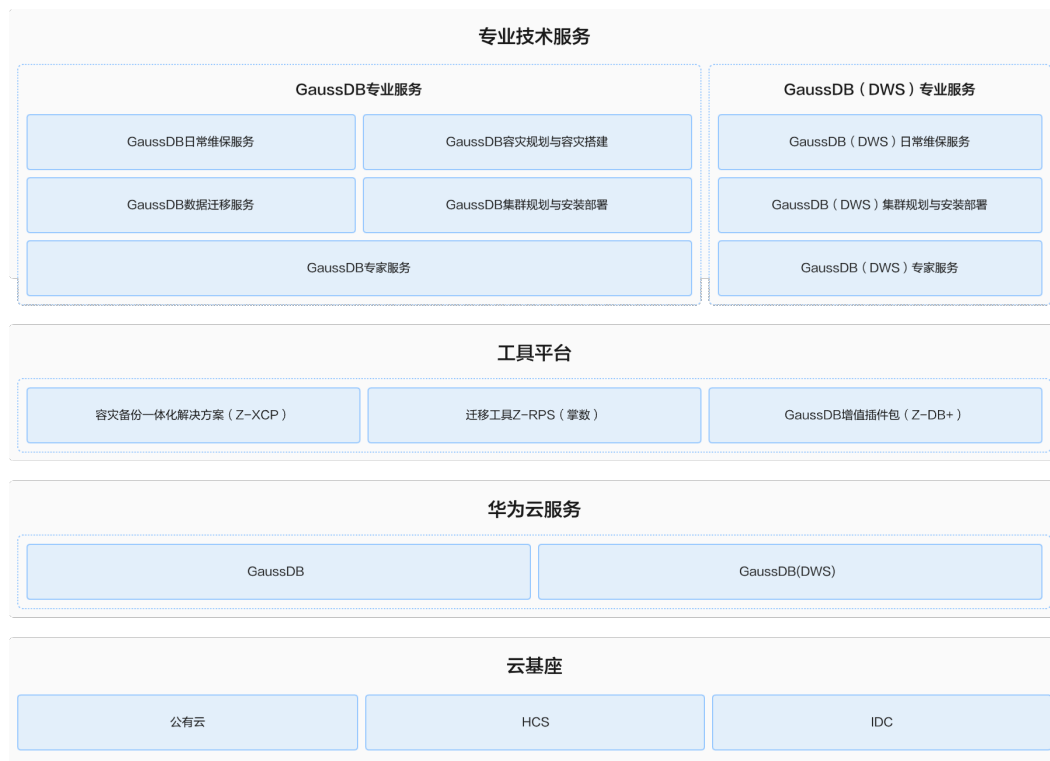 专业技术服务
GaussDB专业服务
GaussDB日常维保服务
GaussDB容灾规划与容灾搭建
GaussDB数据迁移服务
GaussDB集群规划与安装部署
GaussDB专家服务
GaussDB（DWS）专业服务
GaussDB（DWS）日常维保服务
GaussDB（DWS）集群规划与安装部署
GaussDB（DWS）专家服务
工具平台
容灾备份一体化解决方案（Z-XCP）
迁移工具Z-RPS（掌数）
GaussDB增值插件包（Z-DB+）
华为云服务
GaussDB
GaussDB(DWS)
云基座
公有云
HCS
IDC